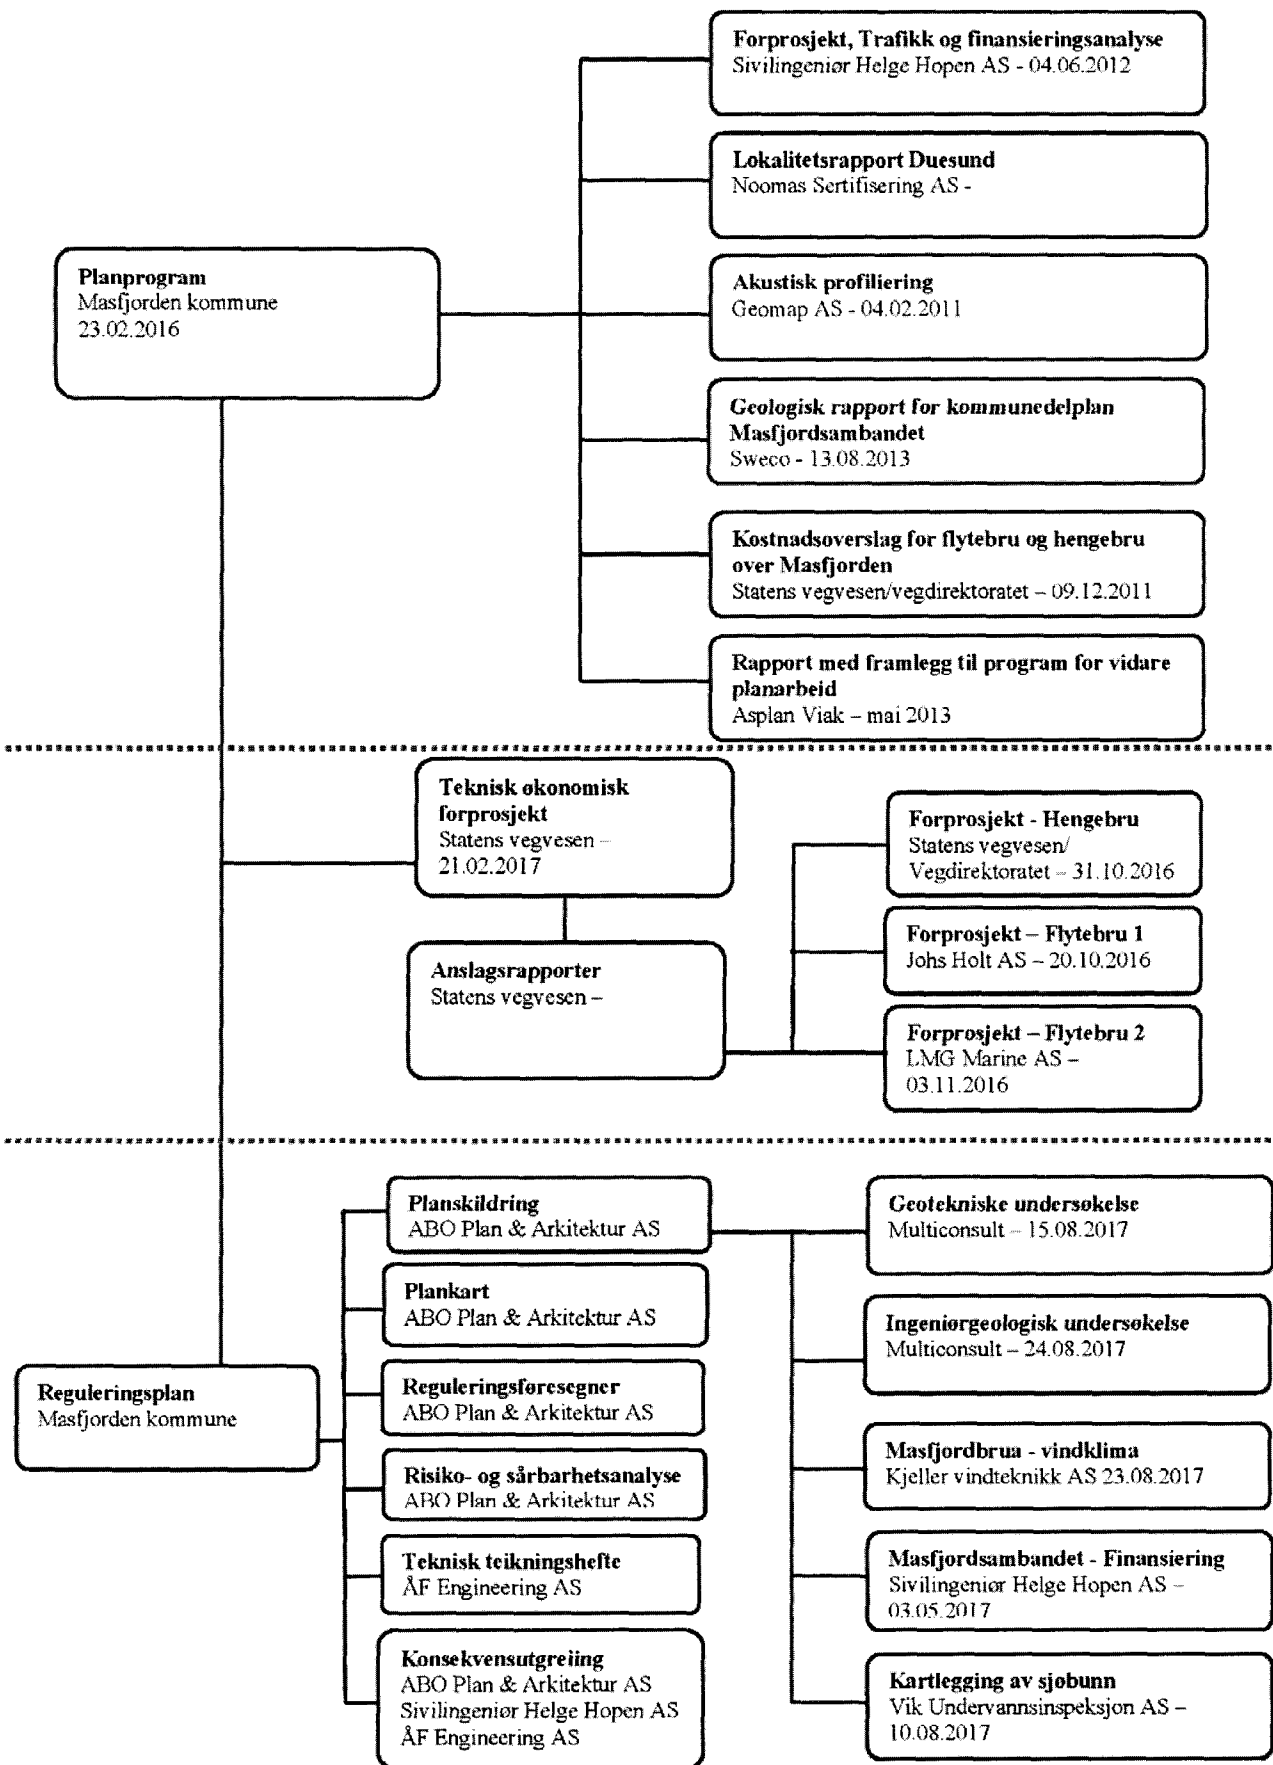 Forprosjekt, Trafikk og finansieringsanalyse
Sivilingeniør Helge Hopen AS - 04.06.2012
Lokalitetsrapport Duesund
Noomas Sertifisering AS -
Planprogram
Masfjorden kommune
23.02.2016
Akustisk profiliering
Geomap AS - 04.02.2011
Geologisk rapport for kommunedelplan
Masfjordsambandet
Sweco - 13.08.2013
Kostnadsoverslag for flytebru og hengebru
over Masfjorden
Statens vegvesen/vegdirektoratet – 09.12.2011
Rapport med framlegg til program for vidare
planarbeid
Asplan Viak – mai 2013
Teknisk økonomisk
forprosjekt
Statens vegvesen –
21.02.2017
Anslagsrapporter
Statens vegvesen –
Forprosjekt - Hengebru
Statens vegvesen/
Vegdirektoratet – 31.10.2016
Forprosjekt – Flytebru 1
Johs Holt AS – 20.10.2016
Forprosjekt – Flytebru 2
LMG Marine AS –
03.11.2016
Reguleringsplan
Masfjorden kommune
Planskildring
ABO Plan & Arkitektur AS
Plankart
ABO Plan & Arkitektur AS
Reguleringsføresegner
ABO Plan & Arkitektur AS
Risiko- og sårbarhetsanalyse
ABO Plan & Arkitektur AS
Teknisk teikningshefte
ÅF Engineering AS
Konsekvensutgreiing
ABO Plan & Arkitektur AS
Sivilingeniør Helge Hopen AS
ÅF Engineering AS
Geotekniske undersøkelse
Multiconsult – 15.08.2017
Ingeniørgeologisk undersøkelse
Multiconsult – 24.08.2017
Masfjordbrua - vindklima
Kjeller vindteknikk AS 23.08.2017
Masfjordsambandet - Finansiering
Sivilingeniør Helge Hopen AS –
03.05.2017
Kartlegging av sjøbunn
Vik Undervannsinspeksjon AS –
10.08.2017